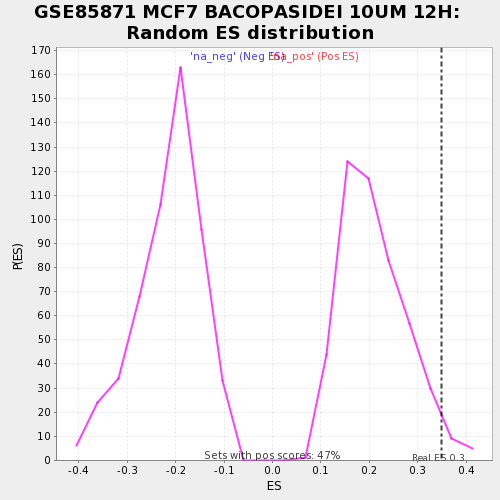 GSE85871 MCF7 BACOPASIDEI 10UM 12H:
Random ES distribution
'na_neg' (Neg ES)
'na_pos' (Pos ES)
170
160
150
140
130
120
110
100
90
80
70
60
50
40
30
20
10
0
P(ES)
Sets with pos scores: 47%
Real ES 0.3
-0.4 -0.3 -0.2 -0.1 0.0 0.1 0.2 0.3 0.4
ES